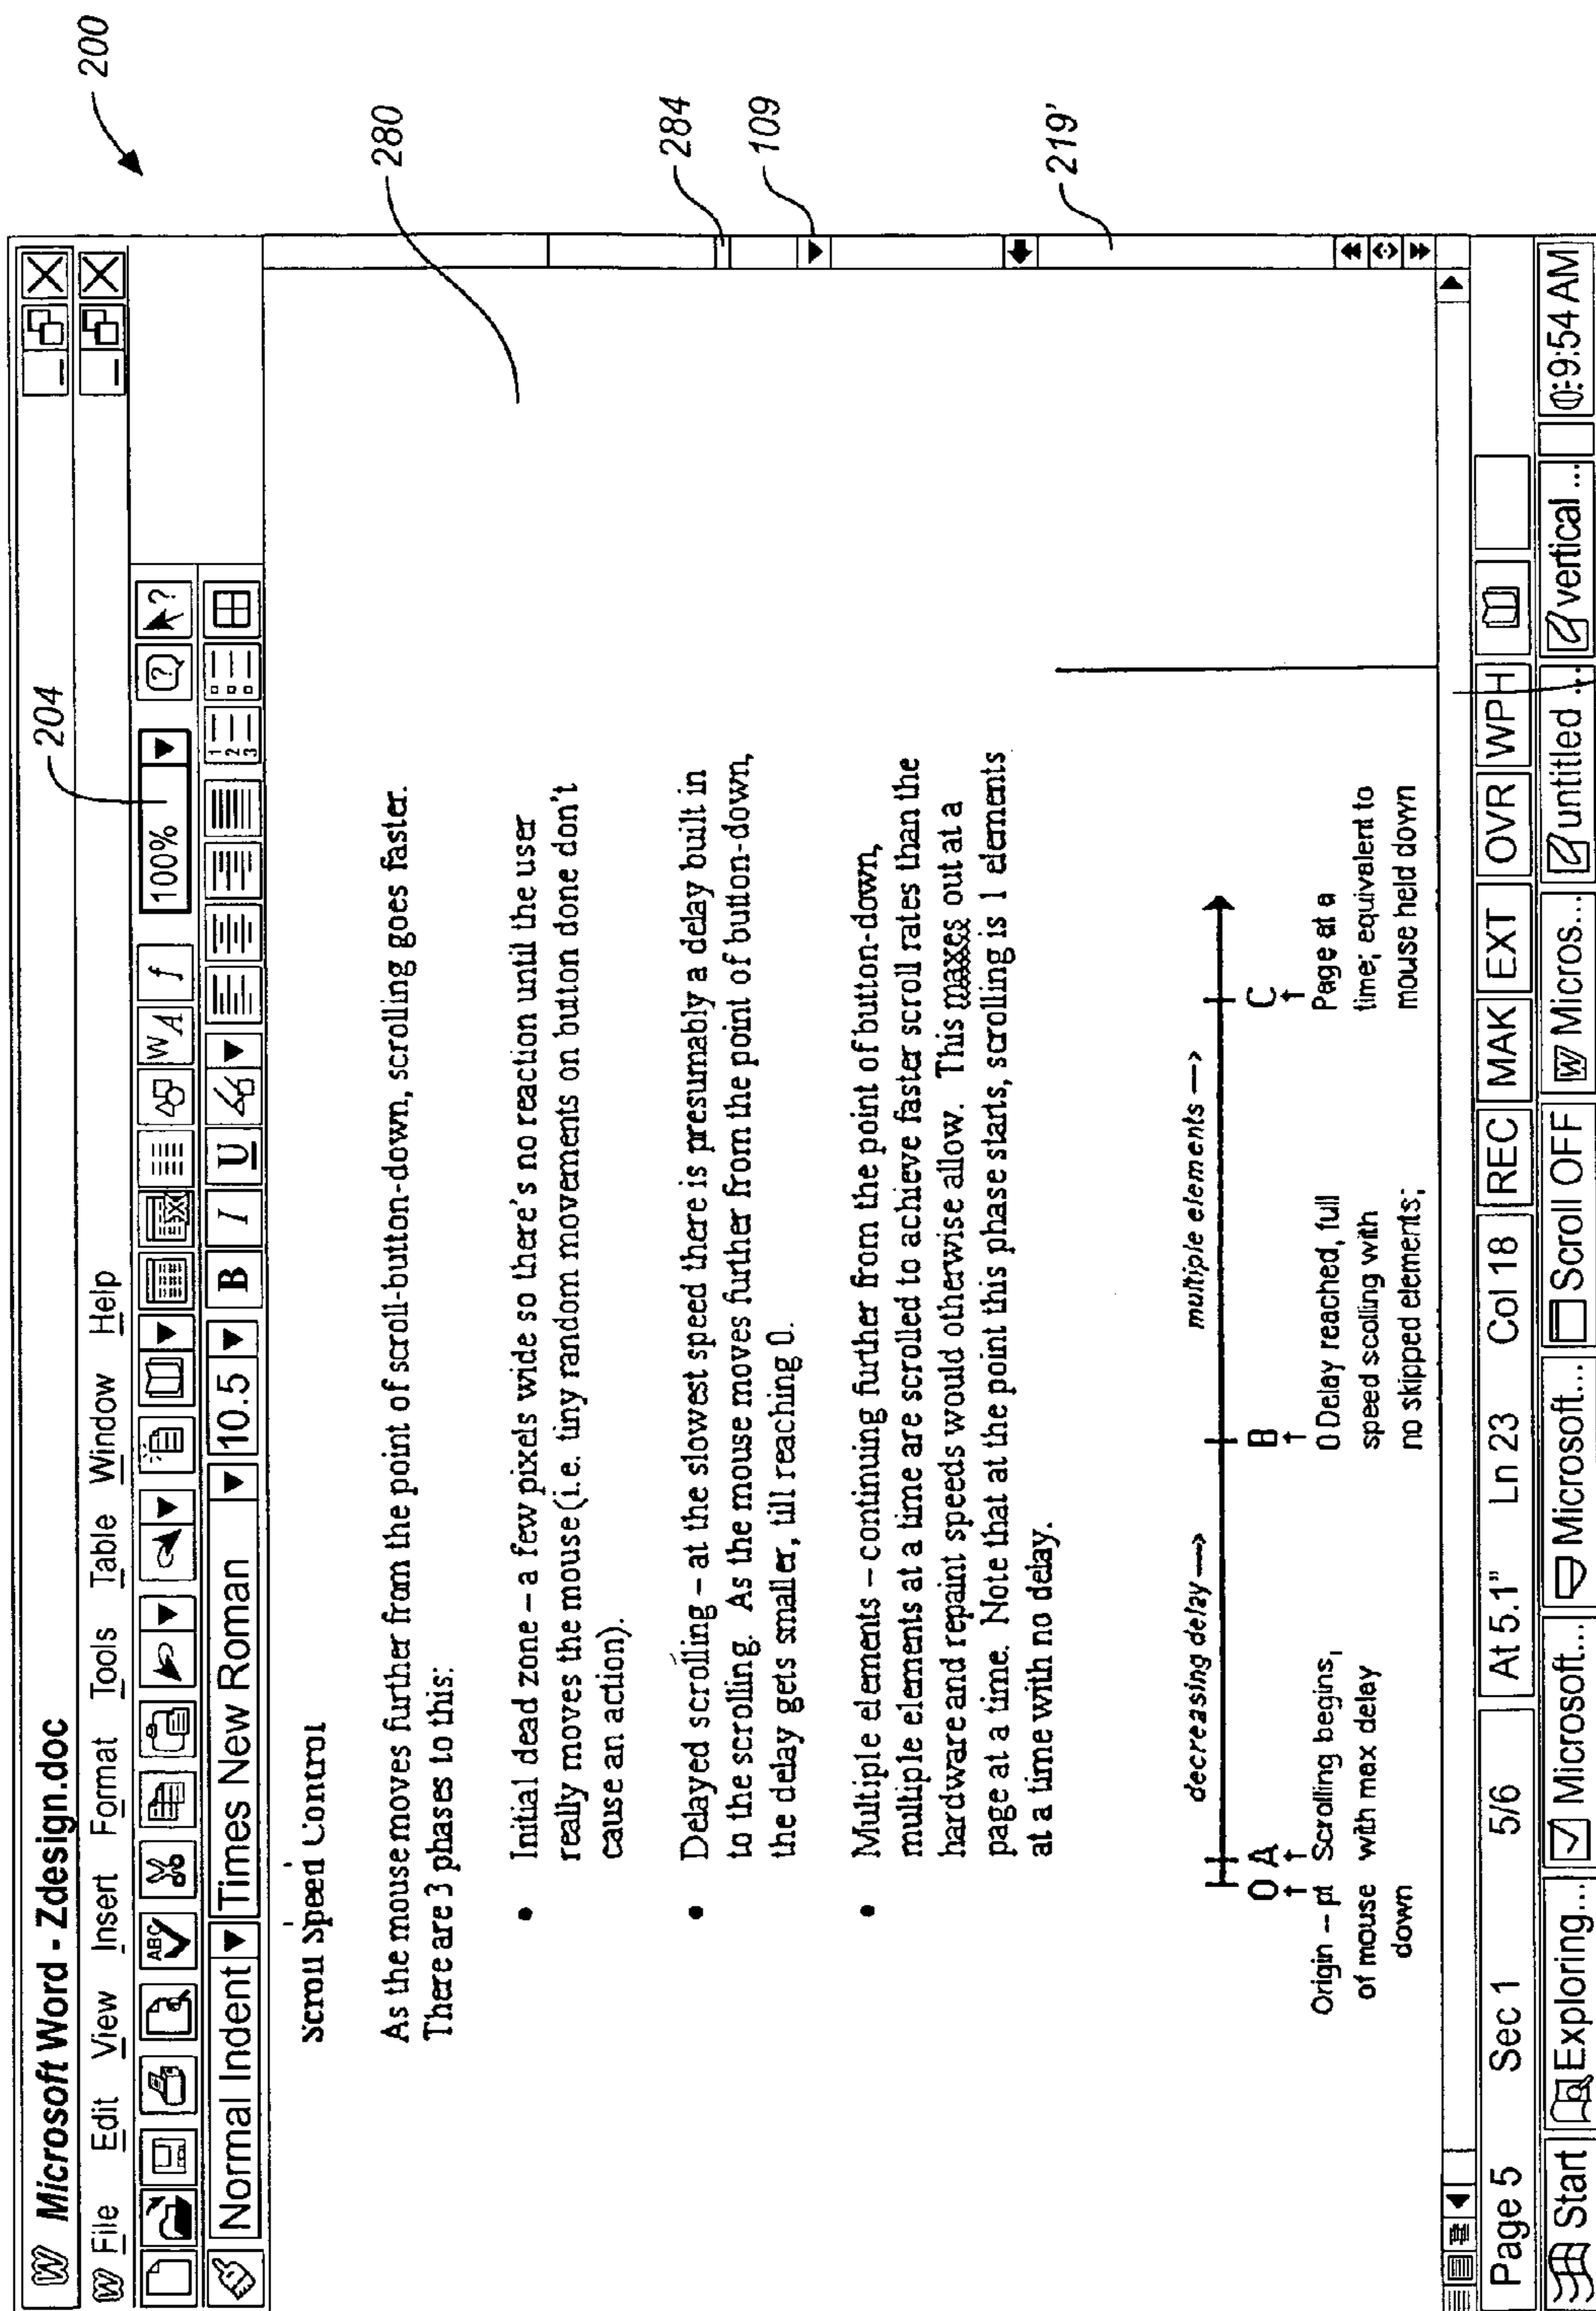 200
W Microsoft Word - Zdesign.doc
W File Edit View Insert Format Tools Table Window Help
204
ABC
W A f
100%
?
?
Normal Indent Times New Roman 10.5 B I U
1
2
3
280
284
109
219'
Scroll Speed Control
As the mouse moves further from the point of scroll-button-down, scrolling goes faster.
There are 3 phases to this:
• Initial dead zone – a few pixels wide so there's no reaction until the user
really moves the mouse (i.e. tiny random movements on button done don't
cause an action).
• Delayed scrolling – at the slowest speed there is presumably a delay built in
to the scrolling. As the mouse moves further from the point of button-down,
the delay gets smaller, till reaching 0.
• Multiple elements – continuing further from the point of button-down,
multiple elements at a time are scrolled to achieve faster scroll rates than the
hardware and repaint speeds would otherwise allow. This maxes out at a
page at a time. Note that at the point this phase starts, scrolling is 1 elements
at a time with no delay.
decreasing delay —> multiple elements —>
O A B C
Origin -- pt
of mouse
down
Scrolling begins,
with max delay
0 Delay reached, full
speed scolling with
no skipped elements;
Page at a
time; equivalent to
mouse held down
Page 5 Sec 1 5/6 At 5.1" Ln 23 Col 18 REC MAK EXT OVR WPH
Start Exploring... Microsoft... Microsoft... Scroll OFF W Micros... untitled ... vertical ... 9:54 AM